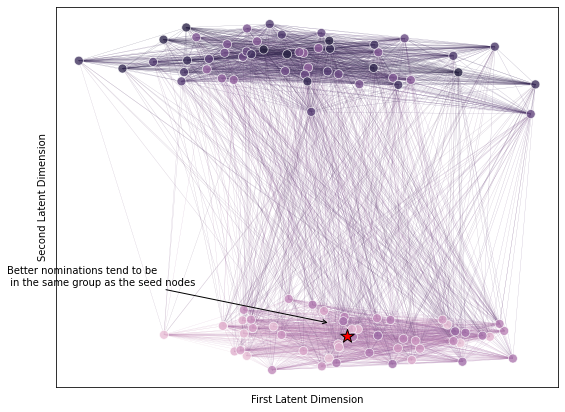 Second Latent Dimension
Better nominations tend to be
in the same group as the seed nodes
First Latent Dimension